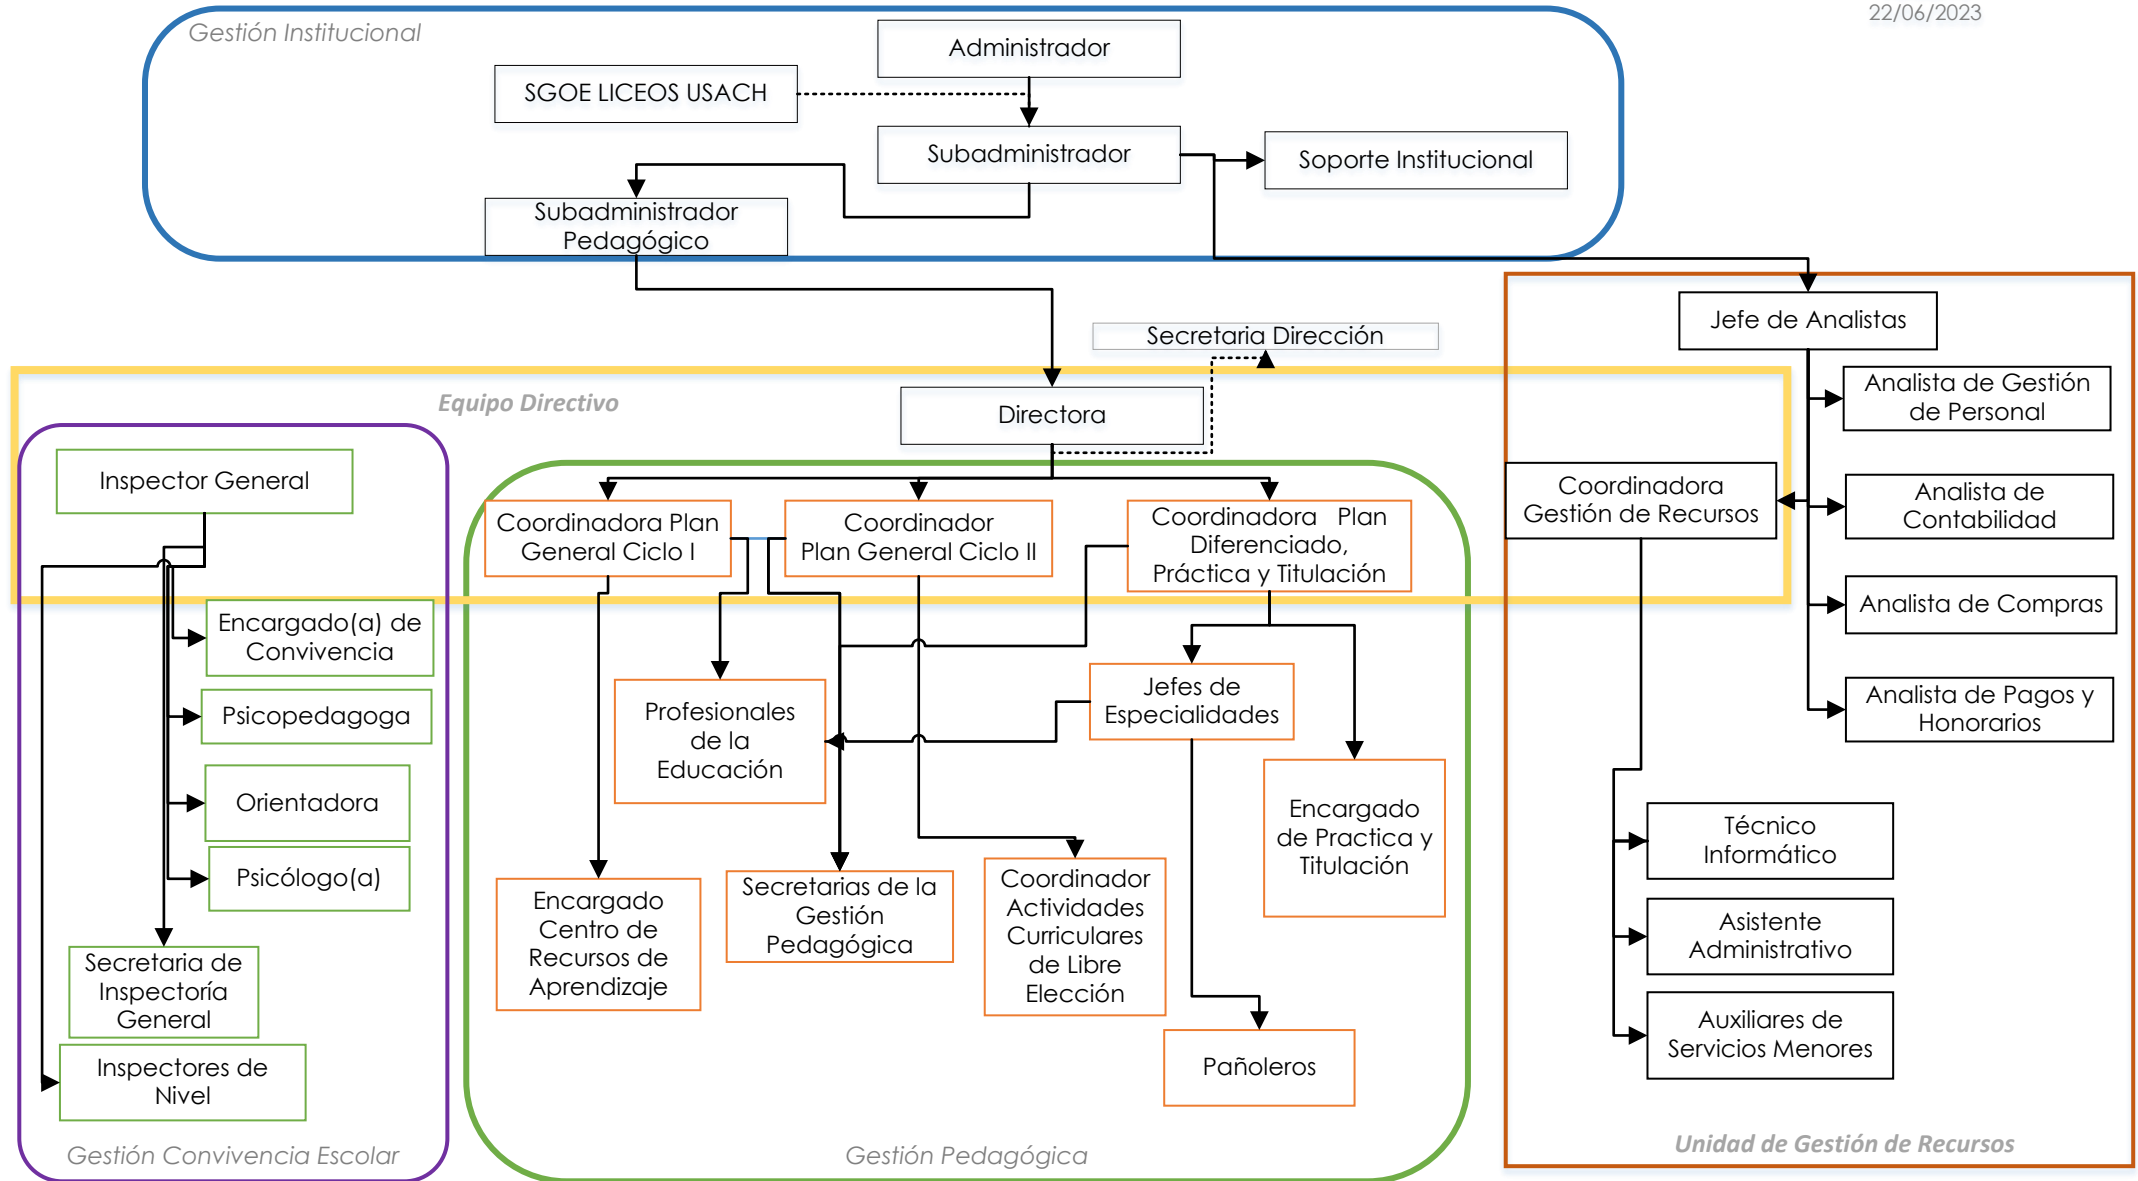 22/06/2023
Gestión Institucional
Administrador
SGOE LICEOS USACH
Subadministrador
Soporte Institucional
Subadministrador
Pedagógico
Jefe de Analistas
Secretaria Dirección
Equipo Directivo
Directora
Analista de Gestión
de Personal
Inspector General
Coordinadora Plan
General Ciclo I
Coordinador
Plan General Ciclo II
Coordinadora Plan
Diferenciado,
Práctica y Titulación
Coordinadora
Gestión de Recursos
Analista de
Contabilidad
Analista de Compras
Analista de Pagos y
Honorarios
Encargado(a) de
Convivencia
Psicopedagoga
Orientadora
Psicólogo(a)
Secretaria de
Inspectoría
General
Inspectores de
Nivel
Gestión Convivencia Escolar
Profesionales
de la
Educación
Jefes de
Especialidades
Encargado
de Practica y
Titulación
Encargado
Centro de
Recursos de
Aprendizaje
Secretarias de la
Gestión
Pedagógica
Coordinador
Actividades
Curriculares
de Libre
Elección
Pañoleros
Gestión Pedagógica
Técnico
Informático
Asistente
Administrativo
Auxiliares de
Servicios Menores
Unidad de Gestión de Recursos